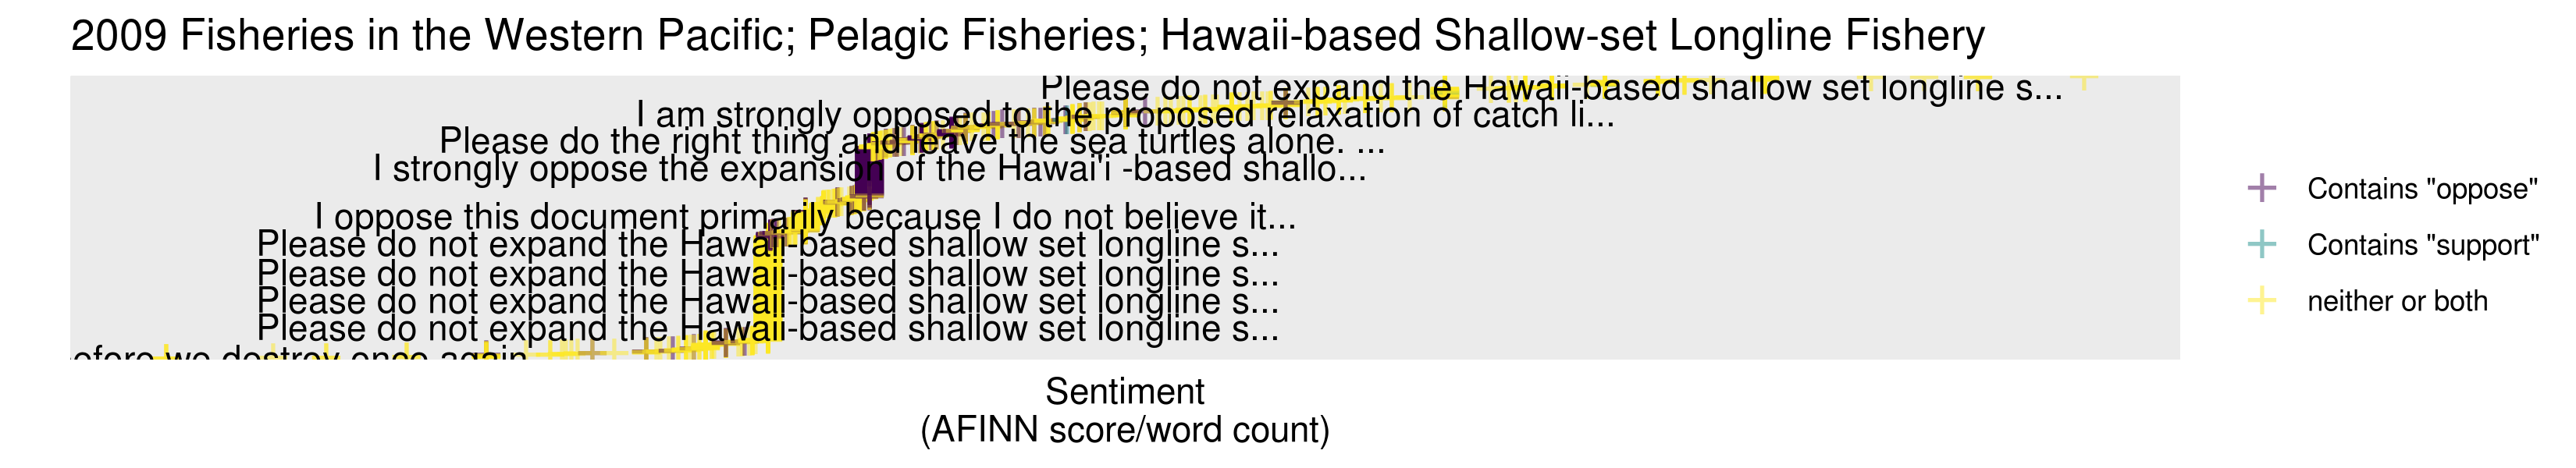 2009 Fisheries in the Western Pacific; Pelagic Fisheries; Hawaii-based Shallow-set Longline Fishery
Please do not expand the Hawaii-based shallow set longline s...
I am strongly opposed to the proposed relaxation of catch li...
Please do the right thing and leave the sea turtles alone. ...
I strongly oppose the expansion of the Hawai'i -based shallo...
I oppose this document primarily because I do not believe it...
Please do not expand the Hawaii-based shallow set longline s...
Please do not expand the Hawaii-based shallow set longline s...
Please do not expand the Hawaii-based shallow set longline s...
Please do not expand the Hawaii-based shallow set longline s...
efore we destroy once again
Sentiment
(AFINN score/word count)
Contains "oppose"
Contains "support"
neither or both